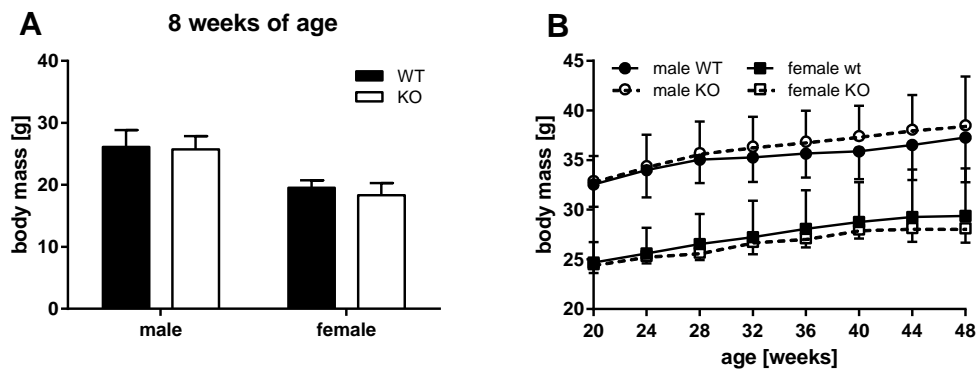 A
8 weeks of age
body mass [g]
40
30
20
10
0
WT
KO
male
female
B
body mass [g]
45
40
35
30
25
20
male WT
male KO
female wt
female KO
20 24 28 32 36 40 44 48
age [weeks]